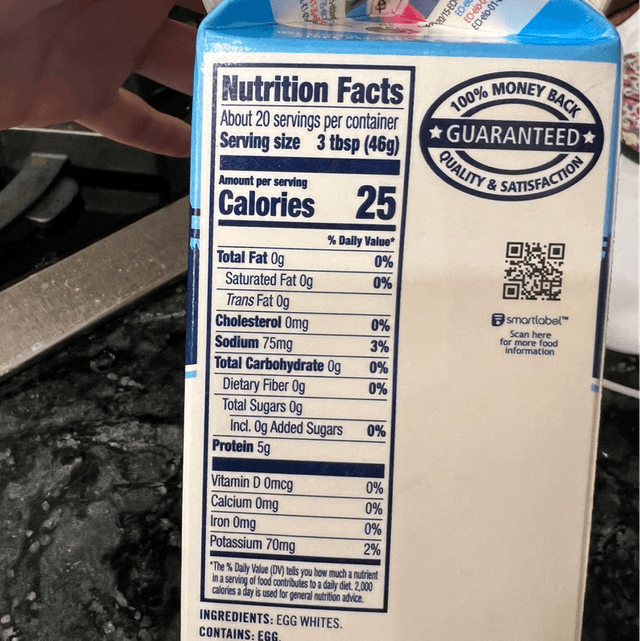 Nutrition Facts
About 20 servings per container
Serving size 3 tbsp (46g)
Amount per serving
Calories 25
% Daily Value*
Total Fat 0g 0%
Saturated Fat 0g 0%
Trans Fat 0g
Cholesterol 0mg 0%
Sodium 75mg 3%
Total Carbohydrate 0g 0%
Dietary Fiber 0g 0%
Total Sugars 0g
Incl. 0g Added Sugars 0%
Protein 5g
Vitamin D 0mcg 0%
Calcium 0mg 0%
Iron 0mg 0%
Potassium 70mg 2%
*The % Daily Value (DV) tells you how much a nutrient
in a serving of food contributes to a daily diet. 2,000
calories a day is used for general nutrition advice.
INGREDIENTS: EGG WHITES.
CONTAINS: EGG.
100% MONEY BACK
GUARANTEED
QUALITY & SATISFACTION
smartlabel™
Scan here
for more food
information